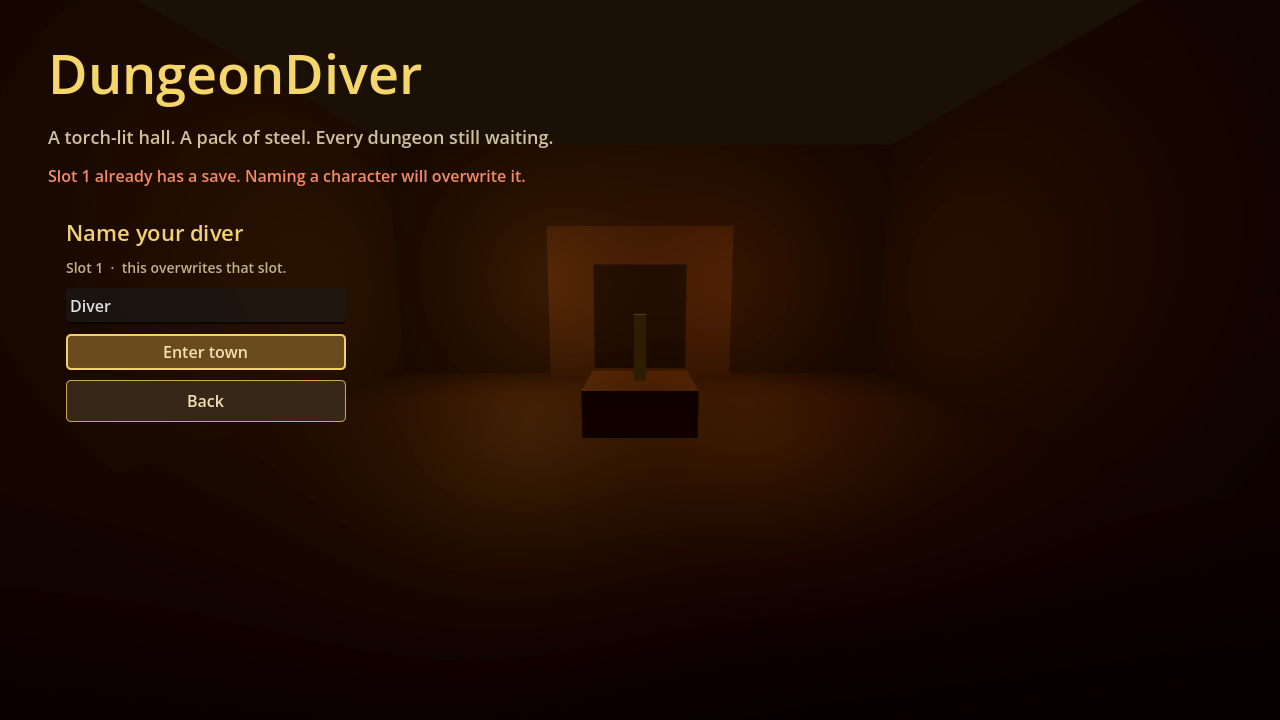 DungeonDiver
A torch-lit hall. A pack of steel. Every dungeon still waiting.
Slot 1 already has a save. Naming a character will overwrite it.
Name your diver
Slot 1 · this overwrites that slot.
Diver
Enter town
Back